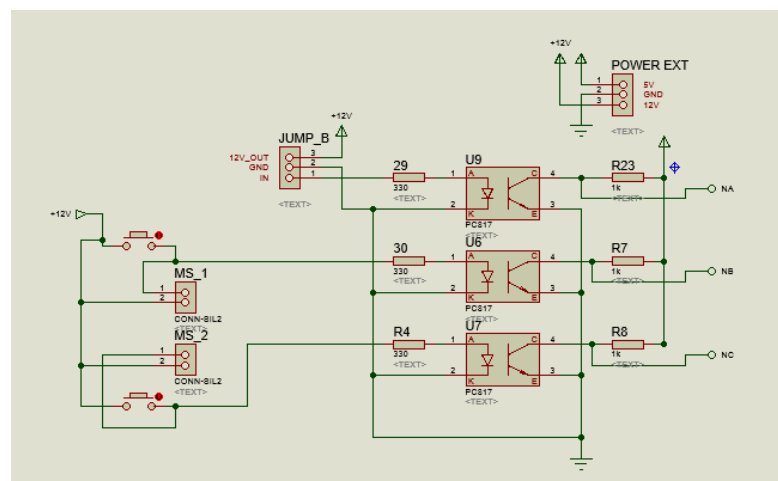 +12V
POWER EXT
1 5V
2 GND
3 12V
<TEXT>
+12V
JUMP_B
12V_OUT 3
GND 2
IN 1
<TEXT>
29
330
<TEXT>
U9
1 A C 4
2 K E 3
PC817
<TEXT>
R23
1k
<TEXT>
NA
+12V
30
330
<TEXT>
U6
1 A C 4
2 K E 3
PC817
<TEXT>
R7
1k
<TEXT>
NB
MS_1
1
2
CONN-SIL2
<TEXT>
MS_2
1
2
CONN-SIL2
<TEXT>
R4
330
<TEXT>
U7
1 A C 4
2 K E 3
PC817
<TEXT>
R8
1k
<TEXT>
NC